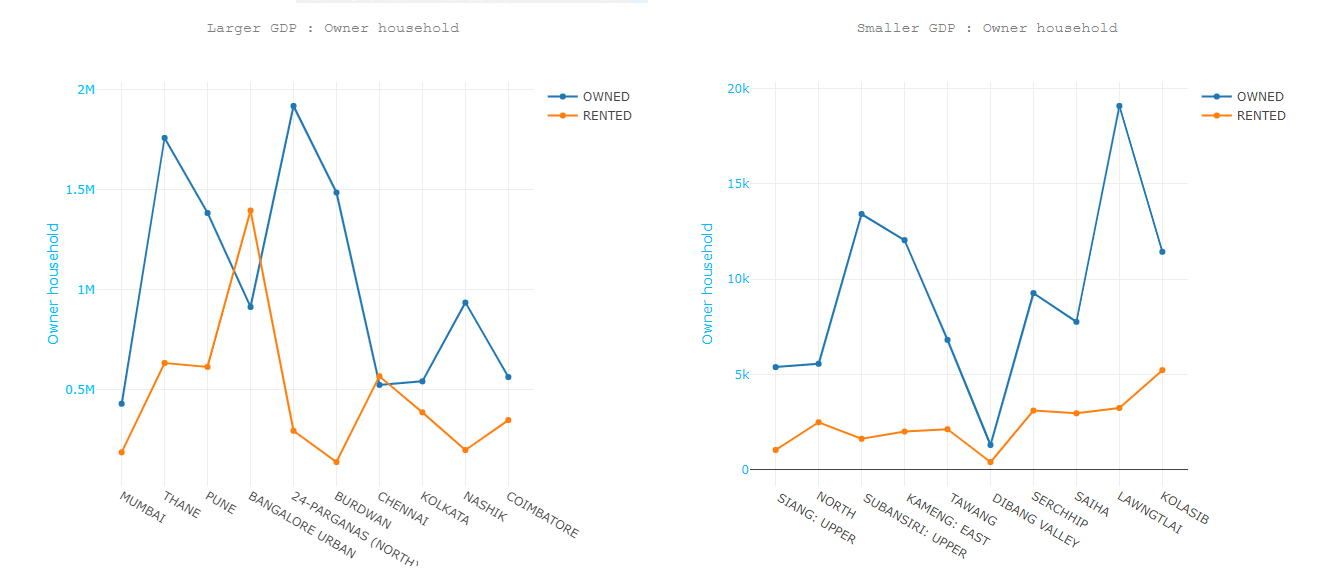 Larger GDP : Owner household
2M
1.5M
1M
0.5M
Owner household
OWNED
RENTED
MUMBAI
THANE
PUNE
BANGALORE URBAN
24-PARGANAS (NORTH)
BURDWAN
CHENNAI
KOLKATA
NASHIK
COIMBATORE
Smaller GDP : Owner household
20k
15k
10k
5k
0
Owner household
OWNED
RENTED
SIANG: UPPER
NORTH
SUBANSIRI: UPPER
KAMENG: EAST
TAWANG
DIBANG VALLEY
SERCHHIP
SAIHA
LAWNGTLAI
KOLASIB